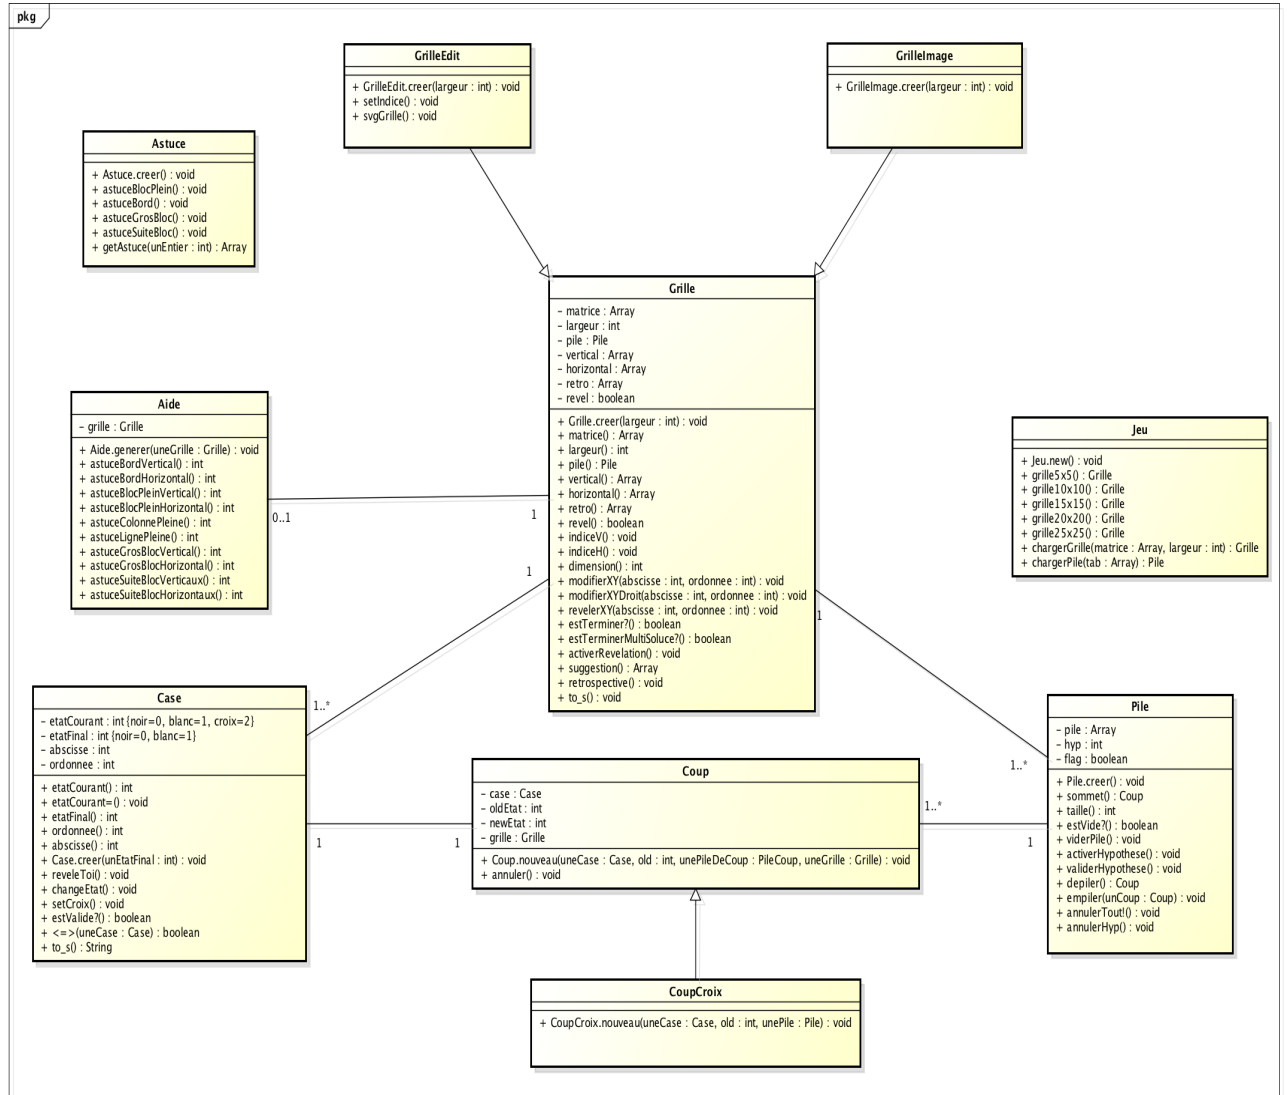 pkg
GrilleEdit
+ GrilleEdit.creer(largeur : int) : void
+ setIndice() : void
+ svgGrille() : void
GrilleImage
+ GrilleImage.creer(largeur : int) : void
Astuce
+ Astuce.creer() : void
+ astuceBlocPlein() : void
+ astuceBord() : void
+ astuceGrosBloc() : void
+ astuceSuiteBloc() : void
+ getAstuce(unEntier : int) : Array
Grille
– matrice : Array
– largeur : int
– pile : Pile
– vertical : Array
– horizontal : Array
– retro : Array
– revel : boolean
+ Grille.creer(largeur : int) : void
+ matrice() : Array
+ largeur() : int
+ pile() : Pile
+ vertical() : Array
+ horizontal() : Array
+ retro() : Array
+ revel() : boolean
+ indiceV() : void
+ indiceH() : void
+ dimension() : int
+ modifierXY(abscisse : int, ordonnee : int) : void
+ modifierXYDroit(abscisse : int, ordonnee : int) : void
+ revelerXY(abscisse : int, ordonnee : int) : void
+ estTerminer?() : boolean
+ estTerminerMultiSoluce?() : boolean
+ activerRevelation() : void
+ suggestion() : Array
+ retrospective() : void
+ to_s() : void
Aide
– grille : Grille
+ Aide.generer(uneGrille : Grille) : void
+ astuceBordVertical() : int
+ astuceBordHorizontal() : int
+ astuceBlocPleinVertical() : int
+ astuceBlocPleinHorizontal() : int
+ astuceColonnePleine() : int
+ astuceLignePleine() : int
+ astuceGrosBlocVertical() : int
+ astuceGrosBlocHorizontal() : int
+ astuceSuiteBlocVerticaux() : int
+ astuceSuiteBlocHorizontaux() : int
0..1
1
Jeu
+ Jeu.new() : void
+ grille5x5() : Grille
+ grille10x10() : Grille
+ grille15x15() : Grille
+ grille20x20() : Grille
+ grille25x25() : Grille
+ chargerGrille(matrice : Array, largeur : int) : Grille
+ chargerPile(tab : Array) : Pile
1
1..*
1
1..*
Case
– etatCourant : int {noir=0, blanc=1, croix=2}
– etatFinal : int {noir=0, blanc=1}
– abscisse : int
– ordonnee : int
+ etatCourant() : int
+ etatCourant=() : void
+ etatFinal() : int
+ ordonnee() : int
+ abscisse() : int
+ Case.creer(unEtatFinal : int) : void
+ reveleToi() : void
+ changeEtat() : void
+ setCroix() : void
+ estValide?() : boolean
+ <=>(uneCase : Case) : boolean
+ to_s() : String
1
1
Coup
– case : Case
– oldEtat : int
– newEtat : int
– grille : Grille
+ Coup.nouveau(uneCase : Case, old : int, unePileDeCoup : PileCoup, uneGrille : Grille) : void
+ annuler() : void
1..*
1
Pile
– pile : Array
– hyp : int
– flag : boolean
+ Pile.creer() : void
+ sommet() : Coup
+ taille() : int
+ estVide?() : boolean
+ viderPile() : void
+ activerHypothese() : void
+ validerHypothese() : void
+ depiler() : Coup
+ empiler(unCoup : Coup) : void
+ annulerTout!() : void
+ annulerHyp() : void
CoupCroix
+ CoupCroix.nouveau(uneCase : Case, old : int, unePile : Pile) : void